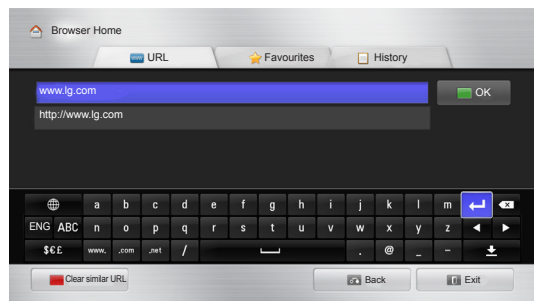 Browser Home
URL Favourites History
www.lg.com OK
http://www.lg.com
a b c d e f g h i j k l m
ENG ABC n o p q r s t u v w x y z
$€£ www. .com .net / . @ _ -
Clear similar URL Back Exit